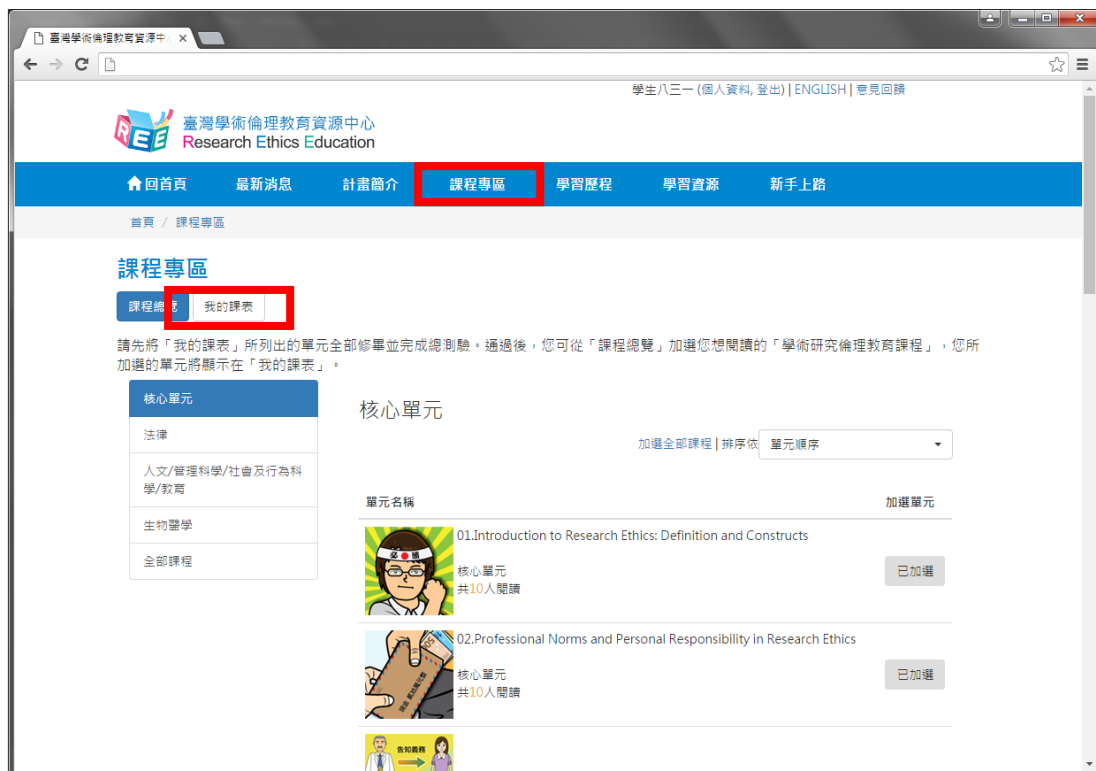 臺灣學術倫理教育資源中
學生八三一 (個人資料, 登出) | ENGLISH | 意見回饋
REE
臺灣學術倫理教育資源中心
Research Ethics Education
回首頁 最新消息 計畫簡介 課程專區 學習歷程 學習資源 新手上路
首頁 / 課程專區
課程專區
課程總覽 我的課表
請先將「我的課表」所列出的單元全部修畢並完成總測驗。通過後,您可從「課程總覽」加選您想閱讀的「學術研究倫理教育課程」,您所
加選的單元將顯示在「我的課表」。
核心單元
法律
人文/管理科學/社會及行為科
學/教育
生物醫學
全部課程
核心單元
加選全部課程 | 排序依 單元順序
單元名稱 加選單元
01.Introduction to Research Ethics: Definition and Constructs
必 勝
核心單元
共10人閱讀
已加選
02.Professional Norms and Personal Responsibility in Research Ethics
核心單元
共10人閱讀
已加選
告知義務